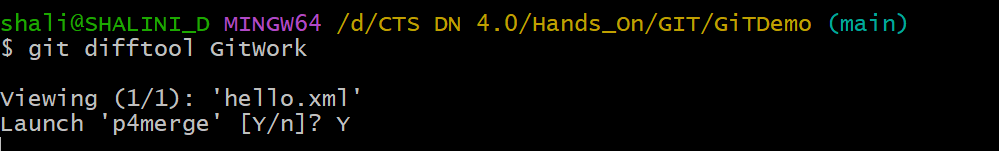 shali@SHALINI_D MINGW64 /d/CTS DN 4.0/Hands_On/GIT/GiTDemo (main)
$ git difftool GitWork
Viewing (1/1): 'hello.xml'
Launch 'p4merge' [Y/n]? Y